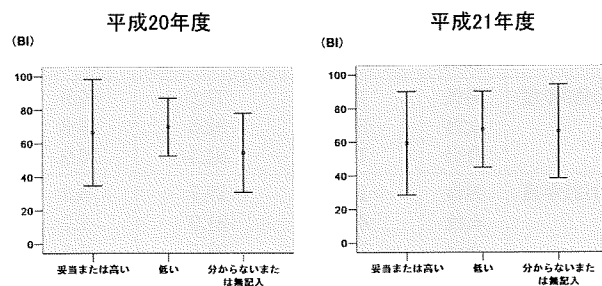 平成20年度
(BI)
100
80
60
40
20
0
妥当または高い
低い
分からないまた
は無記入
平成21年度
(BI)
100
80
60
40
20
0
妥当または高い
低い
分からないまた
は無記入